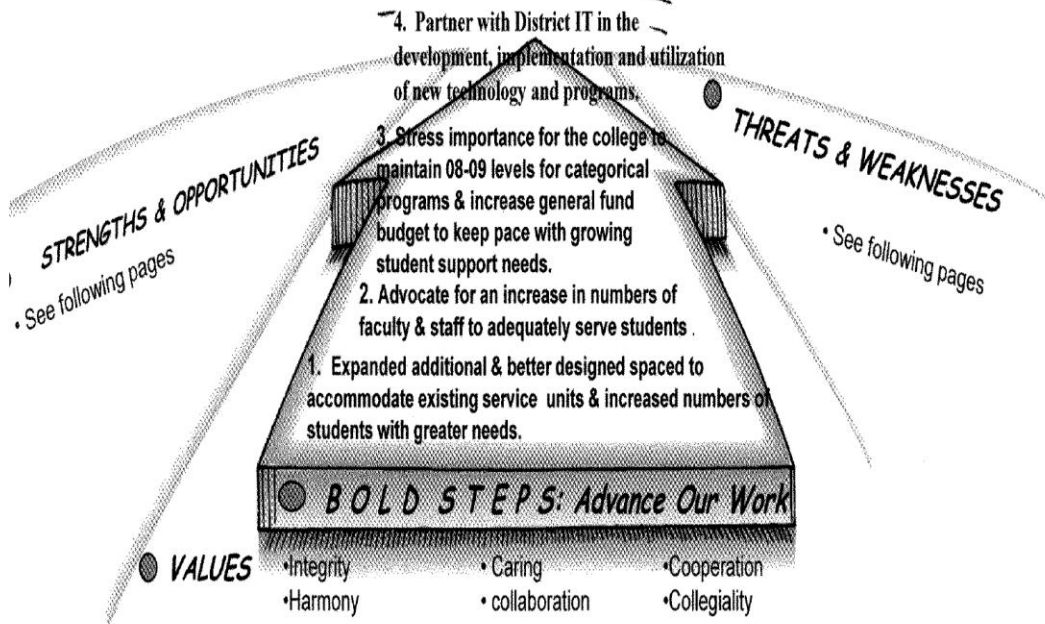 4. Partner with District IT in the
development, implementation and utilization
of new technology and programs.
3. Stress importance for the college to
maintain 08-09 levels for categorical
programs & increase general fund
budget to keep pace with growing
student support needs.
2. Advocate for an increase in numbers of
faculty & staff to adequately serve students .
1. Expanded additional & better designed spaced to
accommodate existing service units & increased numbers of
students with greater needs.
STRENGTHS & OPPORTUNITIES
• See following pages
THREATS & WEAKNESSES
• See following pages
BOLD STEPS: Advance Our Work
VALUES
•Integrity
•Harmony
• Caring
• collaboration
•Cooperation
•Collegiality